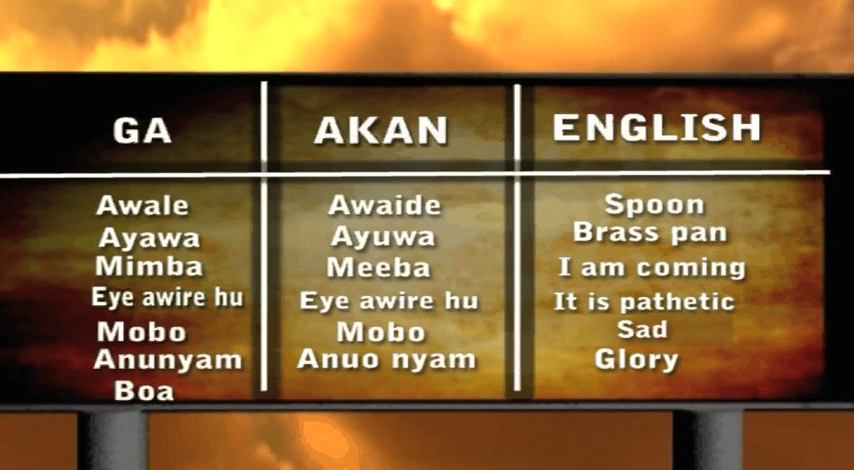 GA AKAN ENGLISH
Awale Awaide Spoon
Ayawa Ayuwa Brass pan
Mimba Meeba I am coming
Eye awire hu Eye awire hu It is pathetic
Mobo Mobo Sad
Anunyam Anuo nyam Glory
Boa